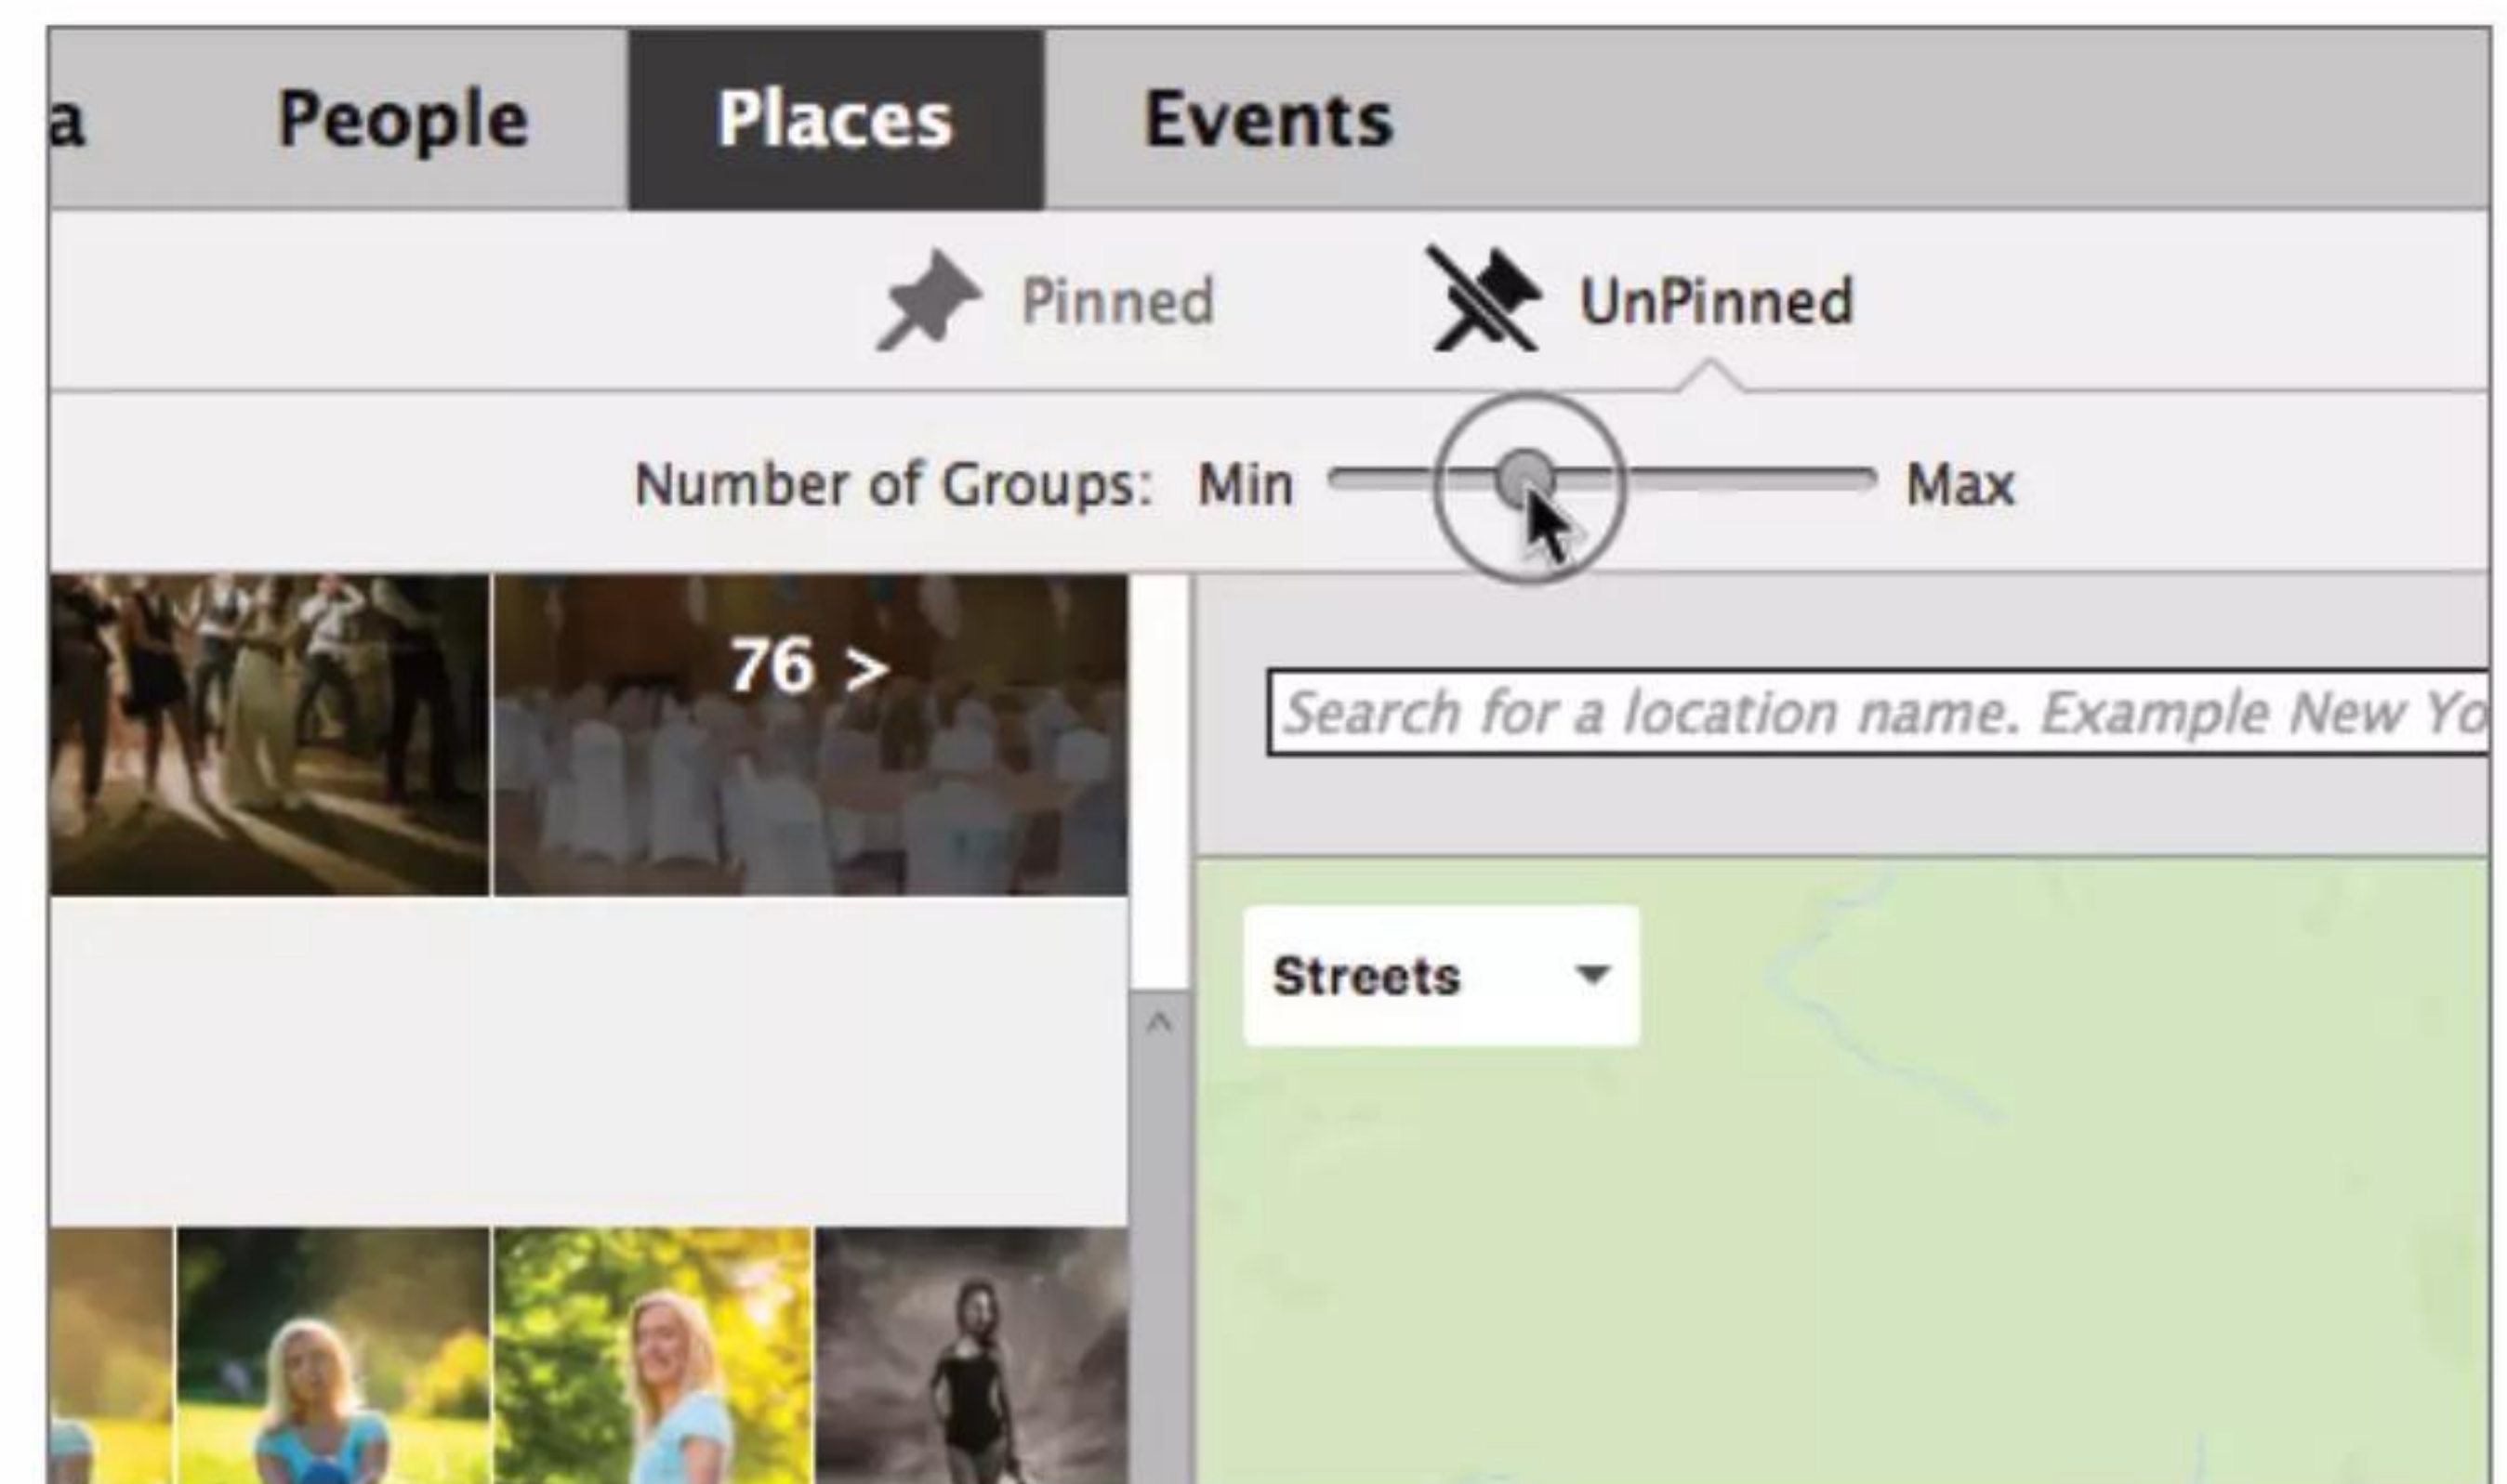 a People Places Events
Pinned UnPinned
Number of Groups: Min Max
76 >
Search for a location name. Example New Yo
Streets